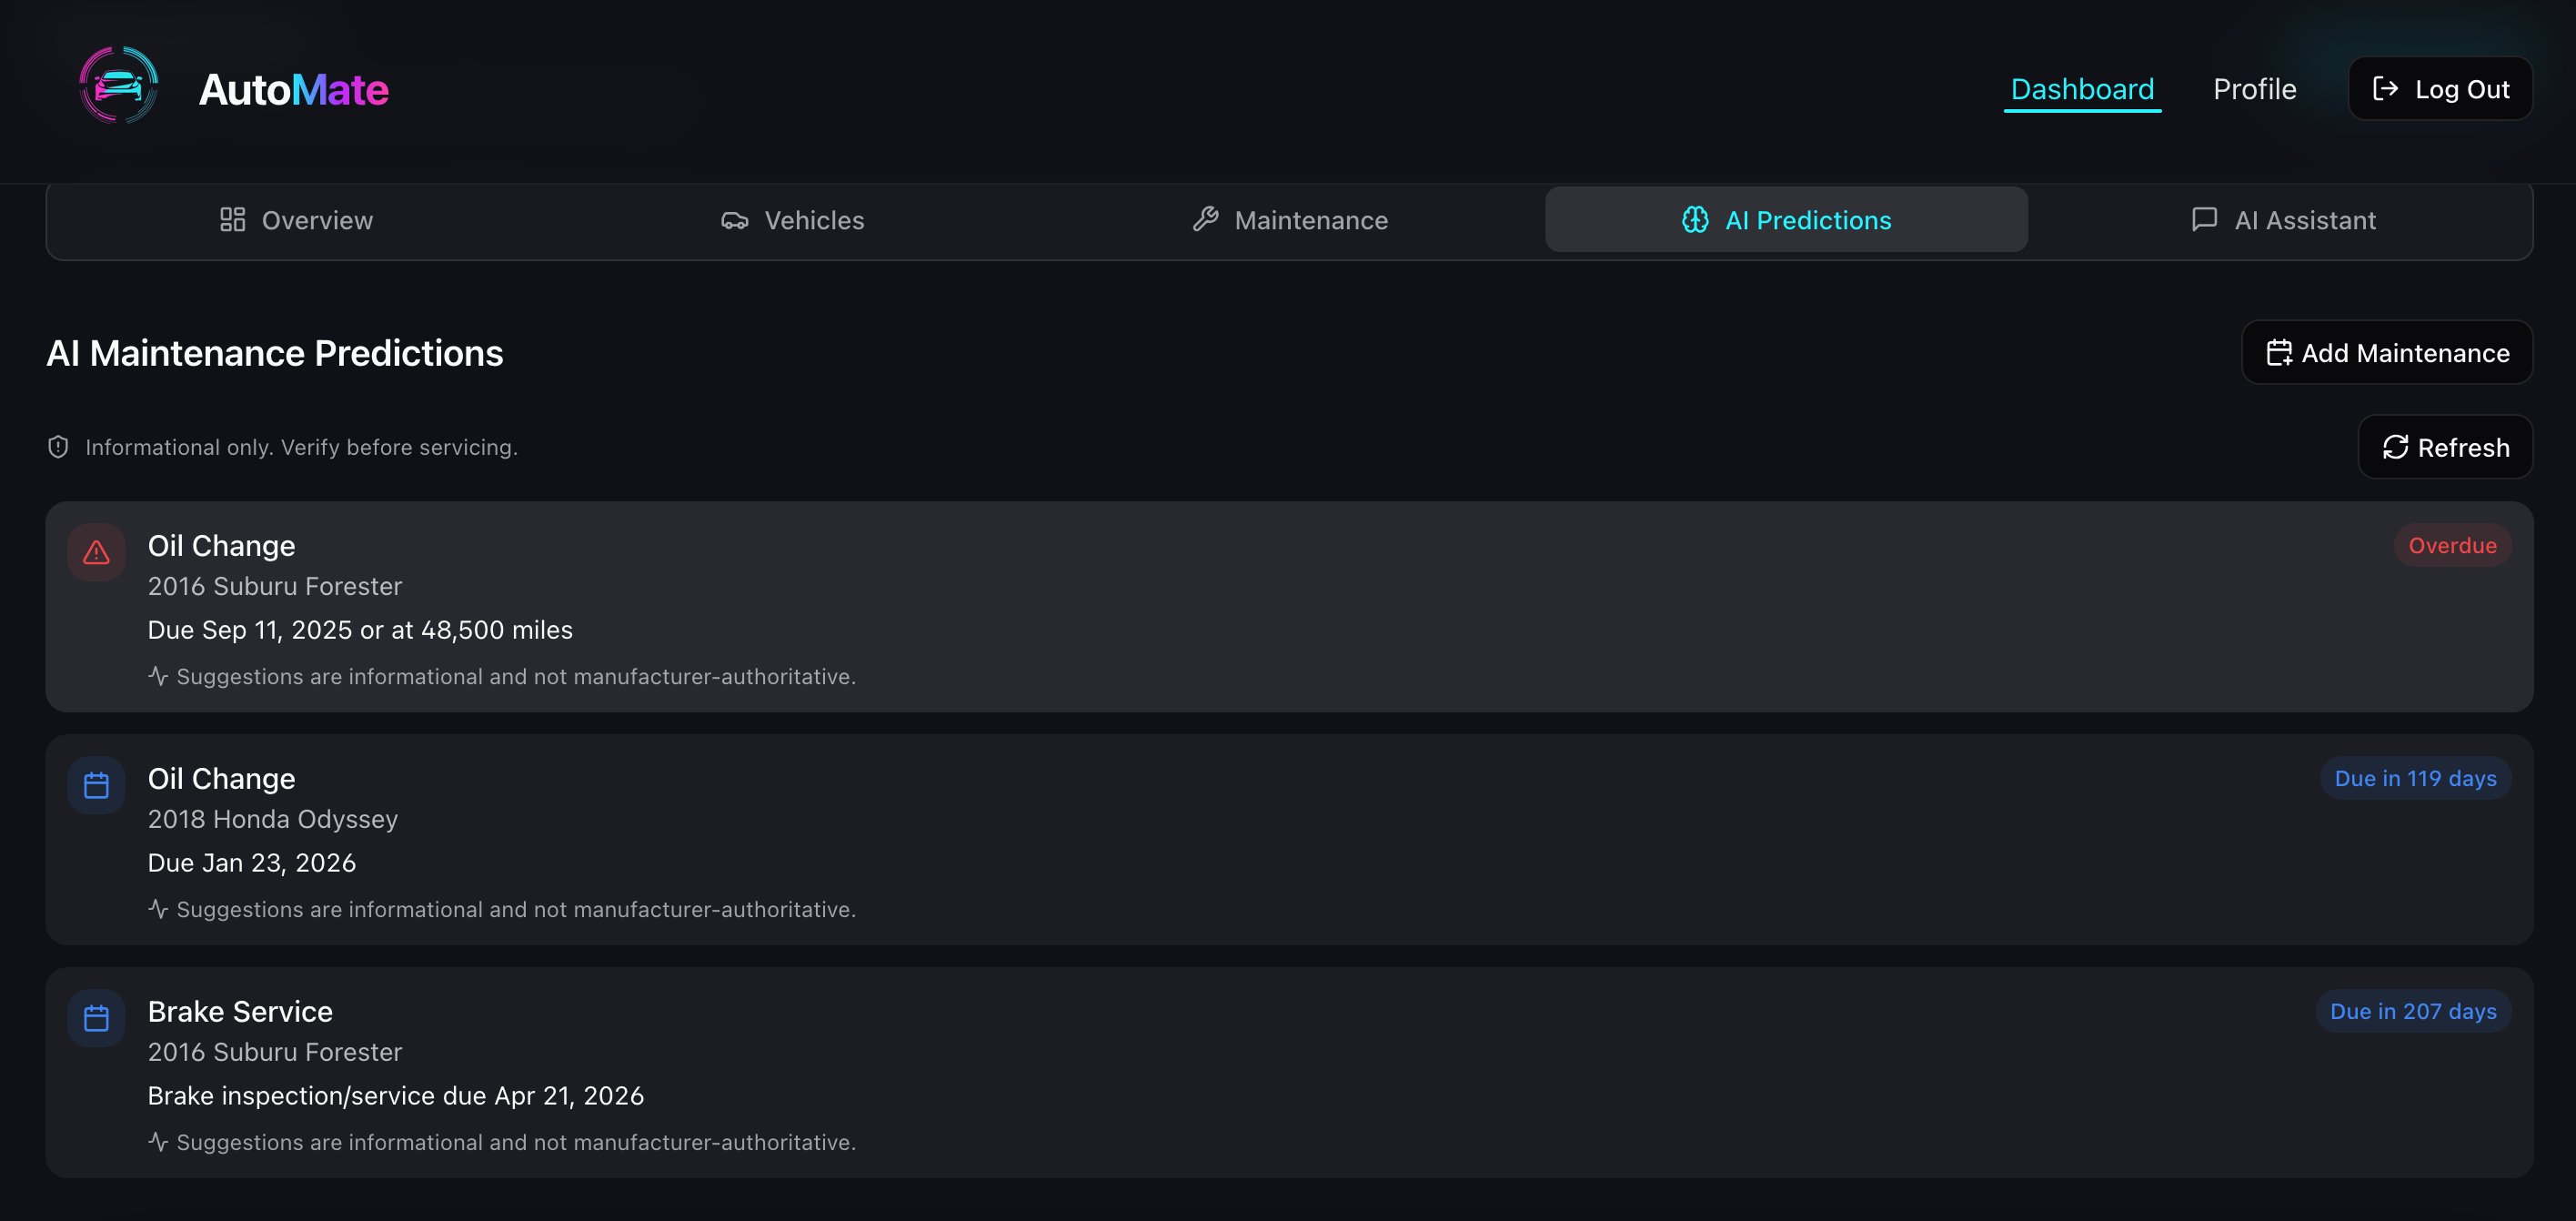 AutoMate
Dashboard
Profile
Log Out
Overview
Vehicles
Maintenance
AI Predictions
AI Assistant
AI Maintenance Predictions
Add Maintenance
Informational only. Verify before servicing.
Refresh
Oil Change
Overdue
2016 Suburu Forester
Due Sep 11, 2025 or at 48,500 miles
Suggestions are informational and not manufacturer-authoritative.
Oil Change
Due in 119 days
2018 Honda Odyssey
Due Jan 23, 2026
Suggestions are informational and not manufacturer-authoritative.
Brake Service
Due in 207 days
2016 Suburu Forester
Brake inspection/service due Apr 21, 2026
Suggestions are informational and not manufacturer-authoritative.